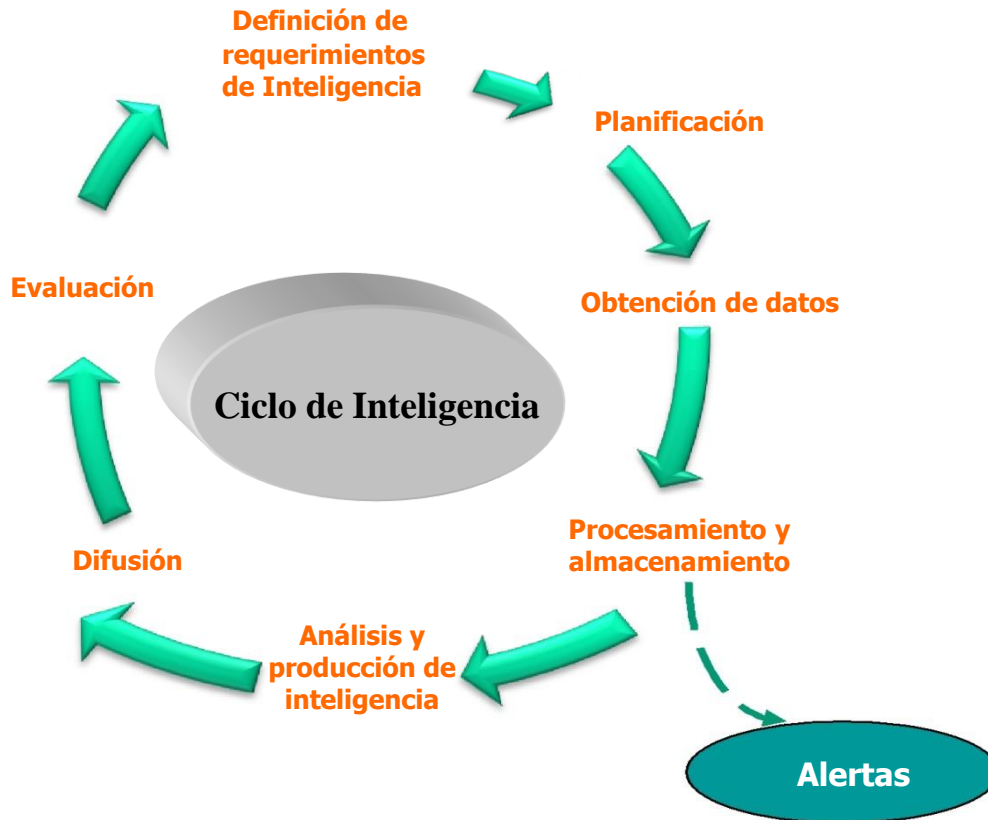 Definición de
requerimientos
de Inteligencia
Planificación
Obtención de datos
Procesamiento y
almacenamiento
Alertas
Análisis y
producción de
inteligencia
Difusión
Evaluación
Ciclo de Inteligencia